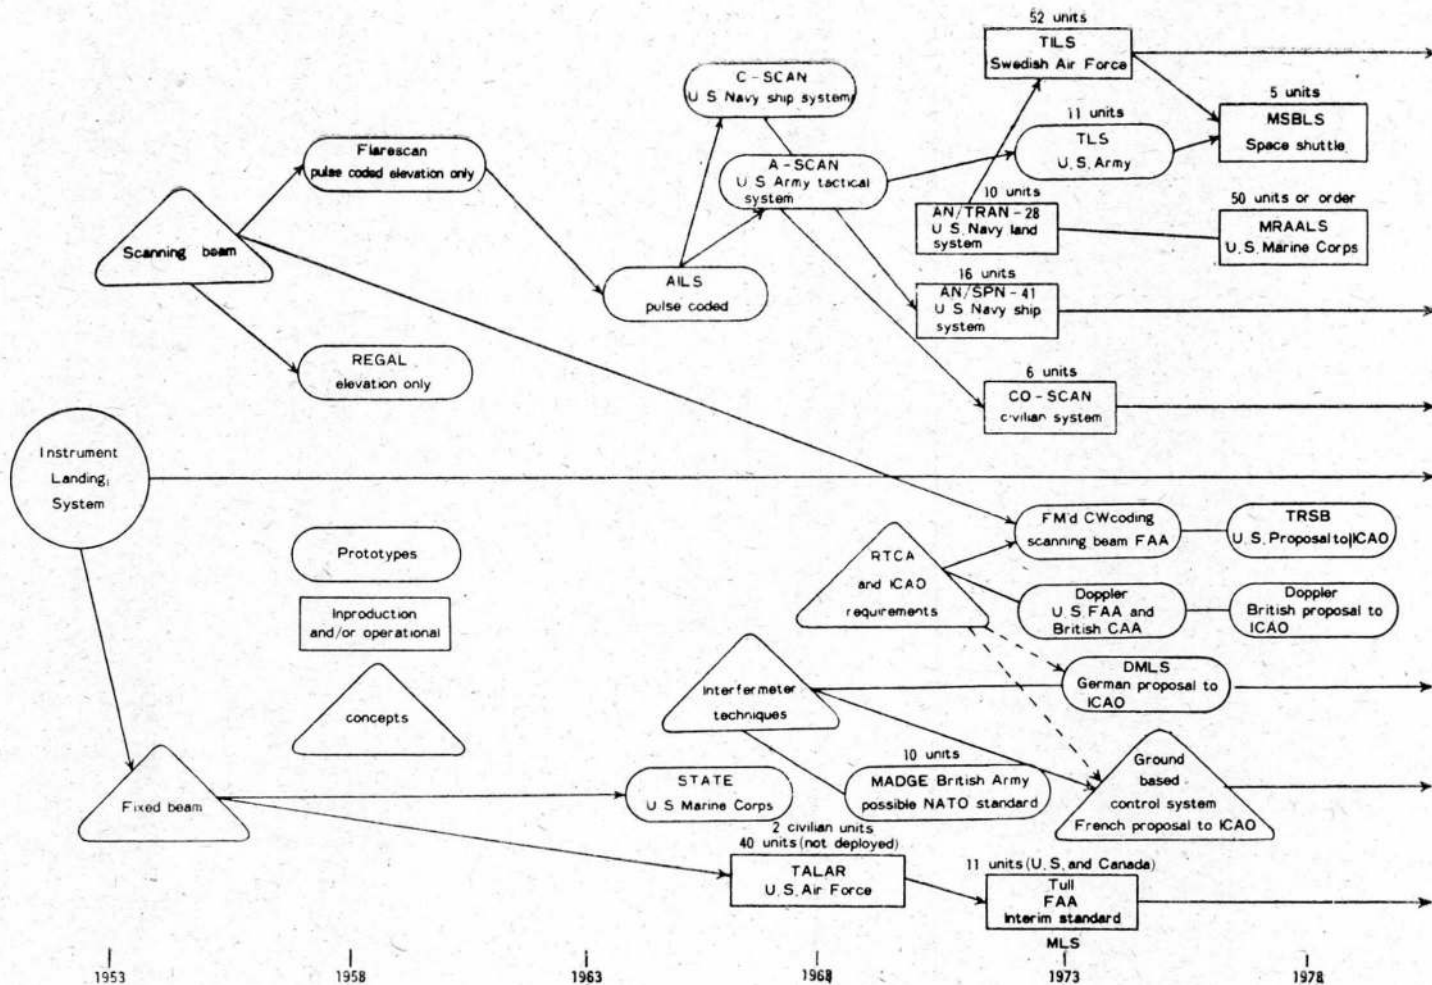 52 units
TILS
Swedish Air Force
C-SCAN
U.S. Navy ship system
5 units
MSBLS
Space shuttle
11 units
TLS
U.S. Army
Flarescan
pulse coded elevation only
A-SCAN
U.S. Army tactical
system
10 units
AN/TRAN-28
U.S. Navy land
system
50 units or order
MRAALS
U.S. Marine Corps
Scanning beam
AILS
pulse coded
16 units
AN/SPN-41
U.S. Navy ship
system
REGAL
elevation only
6 units
CO-SCAN
civilian system
Instrument
Landing
System
FM'd CWcoding
scanning beam FAA
TRSB
U.S. Proposal to ICAO
Prototypes
RTCA
and ICAO
requirements
Inproduction
and/or operational
Doppler
U.S. FAA and
British CAA
Doppler
British proposal to
ICAO
concepts
Interfermeter
techniques
DMLS
German proposal to
ICAO
10 units
MADGE British Army
possible NATO standard
Ground
based
control system
French proposal to ICAO
Fixed beam
STATE
U S Marine Corps
2 civilian units
40 units (not deployed)
TALAR
U.S. Air Force
11 units (U.S. and Canada)
Tull
FAA
Interim standard
MLS
1953
1958
1963
1968
1973
1978